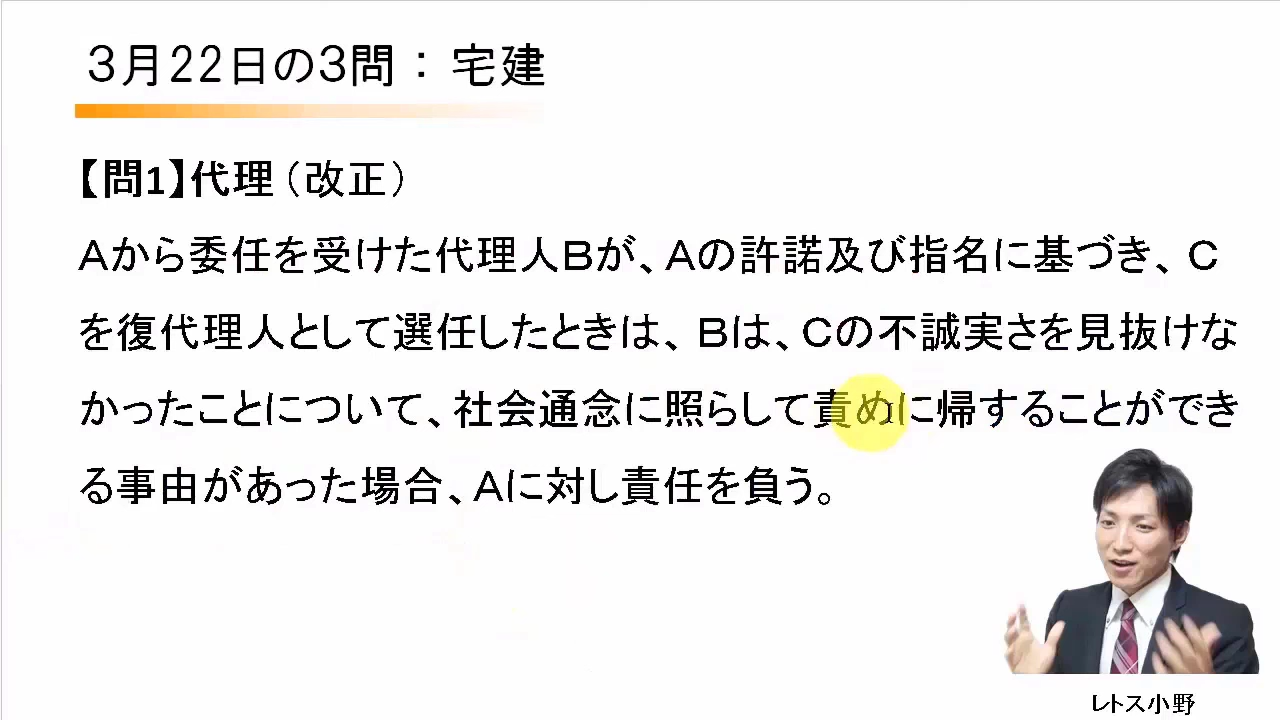 3月22日の3問：宅建
【問1】代理（改正）
Aから委任を受けた代理人Bが、Aの許諾及び指名に基づき、C
を復代理人として選任したときは、Bは、Cの不誠実さを見抜けな
かったことについて、社会通念に照らして責めに帰することができ
る事由があった場合、Aに対し責任を負う。
レトス小野